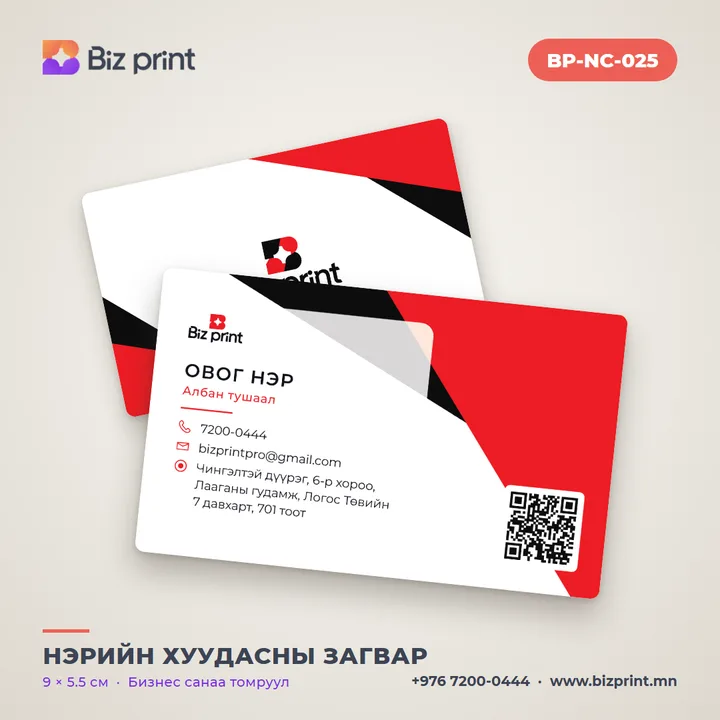 Biz print
BP-NC-025
print
Biz print
ОВОГ НЭР
Албан тушаал
7200-0444
bizprintpro@gmail.com
Чингэлтэй дүүрэг, 6-р хороо,
Лааганы гудамж, Логос Төвийн
7 давхарт, 701 тоот
НЭРИЙН ХУУДАСНЫ ЗАГВАР
9 × 5.5 см · Бизнес санаа томруул
+976 7200-0444 · www.bizprint.mn